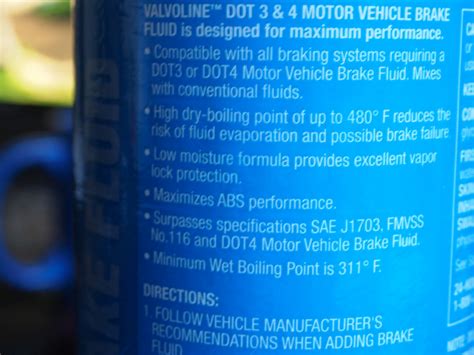 VALVOLINE™ DOT 3 & 4 MOTOR VEHICLE BRAKE
FLUID is designed for maximum performance.
• Compatible with all braking systems requiring a
DOT3 or DOT4 Motor Vehicle Brake Fluid. Mixes
with conventional fluids.
• High dry-boiling point of up to 480° F reduces the
risk of fluid evaporation and possible brake failure.
• Low moisture formula provides excellent vapor
lock protection.
• Maximizes ABS performance.
• Surpasses specifications SAE J1703, FMVSS
No.116 and DOT4 Motor Vehicle Brake Fluid.
• Minimum Wet Boiling Point is 311° F.
DIRECTIONS:
1. FOLLOW VEHICLE MANUFACTURER'S
RECOMMENDATIONS WHEN ADDING BRAKE
FLUID
BRAKE FLUID